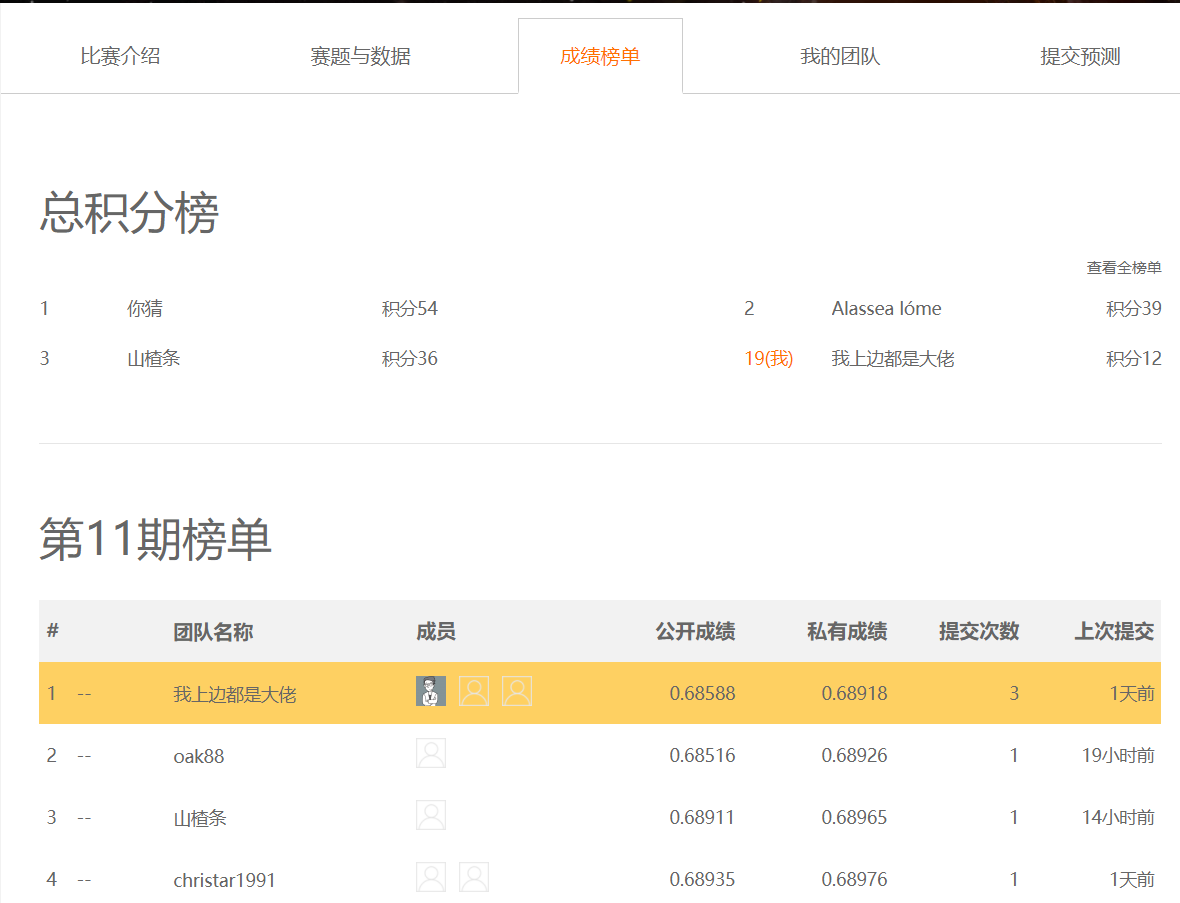 比赛介绍 赛题与数据 成绩榜单 我的团队 提交预测
总积分榜
查看全榜单
1 你猜 积分54 2 Alassea lóme 积分39
3 山楂条 积分36 19(我) 我上边都是大佬 积分12
第11期榜单
# 团队名称 成员 公开成绩 私有成绩 提交次数 上次提交
1 -- 我上边都是大佬 0.68588 0.68918 3 1天前
2 -- oak88 0.68516 0.68926 1 19小时前
3 -- 山楂条 0.68911 0.68965 1 14小时前
4 -- christar1991 0.68935 0.68976 1 1天前